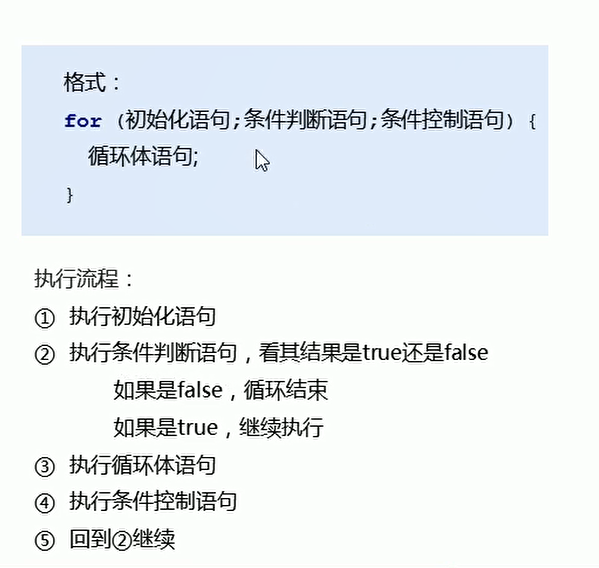 格式：
for (初始化语句;条件判断语句;条件控制语句) {
循环体语句;
}
执行流程：
① 执行初始化语句
② 执行条件判断语句，看其结果是true还是false
如果是false，循环结束
如果是true，继续执行
③ 执行循环体语句
④ 执行条件控制语句
⑤ 回到②继续